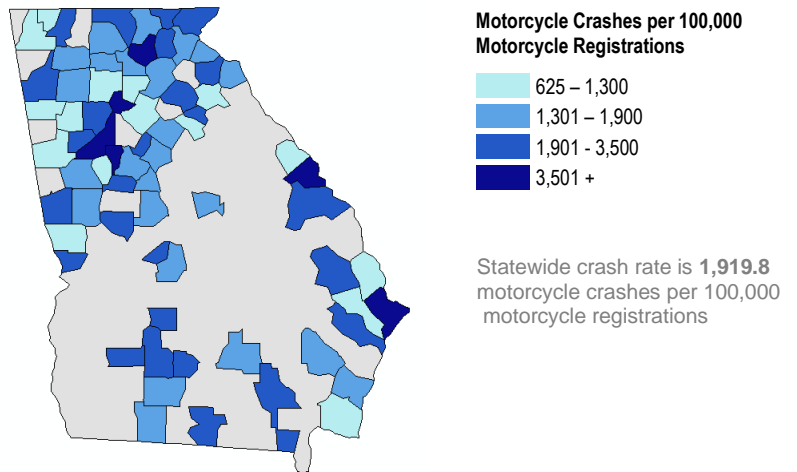 Motorcycle Crashes per 100,000
Motorcycle Registrations
625 – 1,300
1,301 – 1,900
1,901 - 3,500
3,501 +
Statewide crash rate is 1,919.8
motorcycle crashes per 100,000
motorcycle registrations